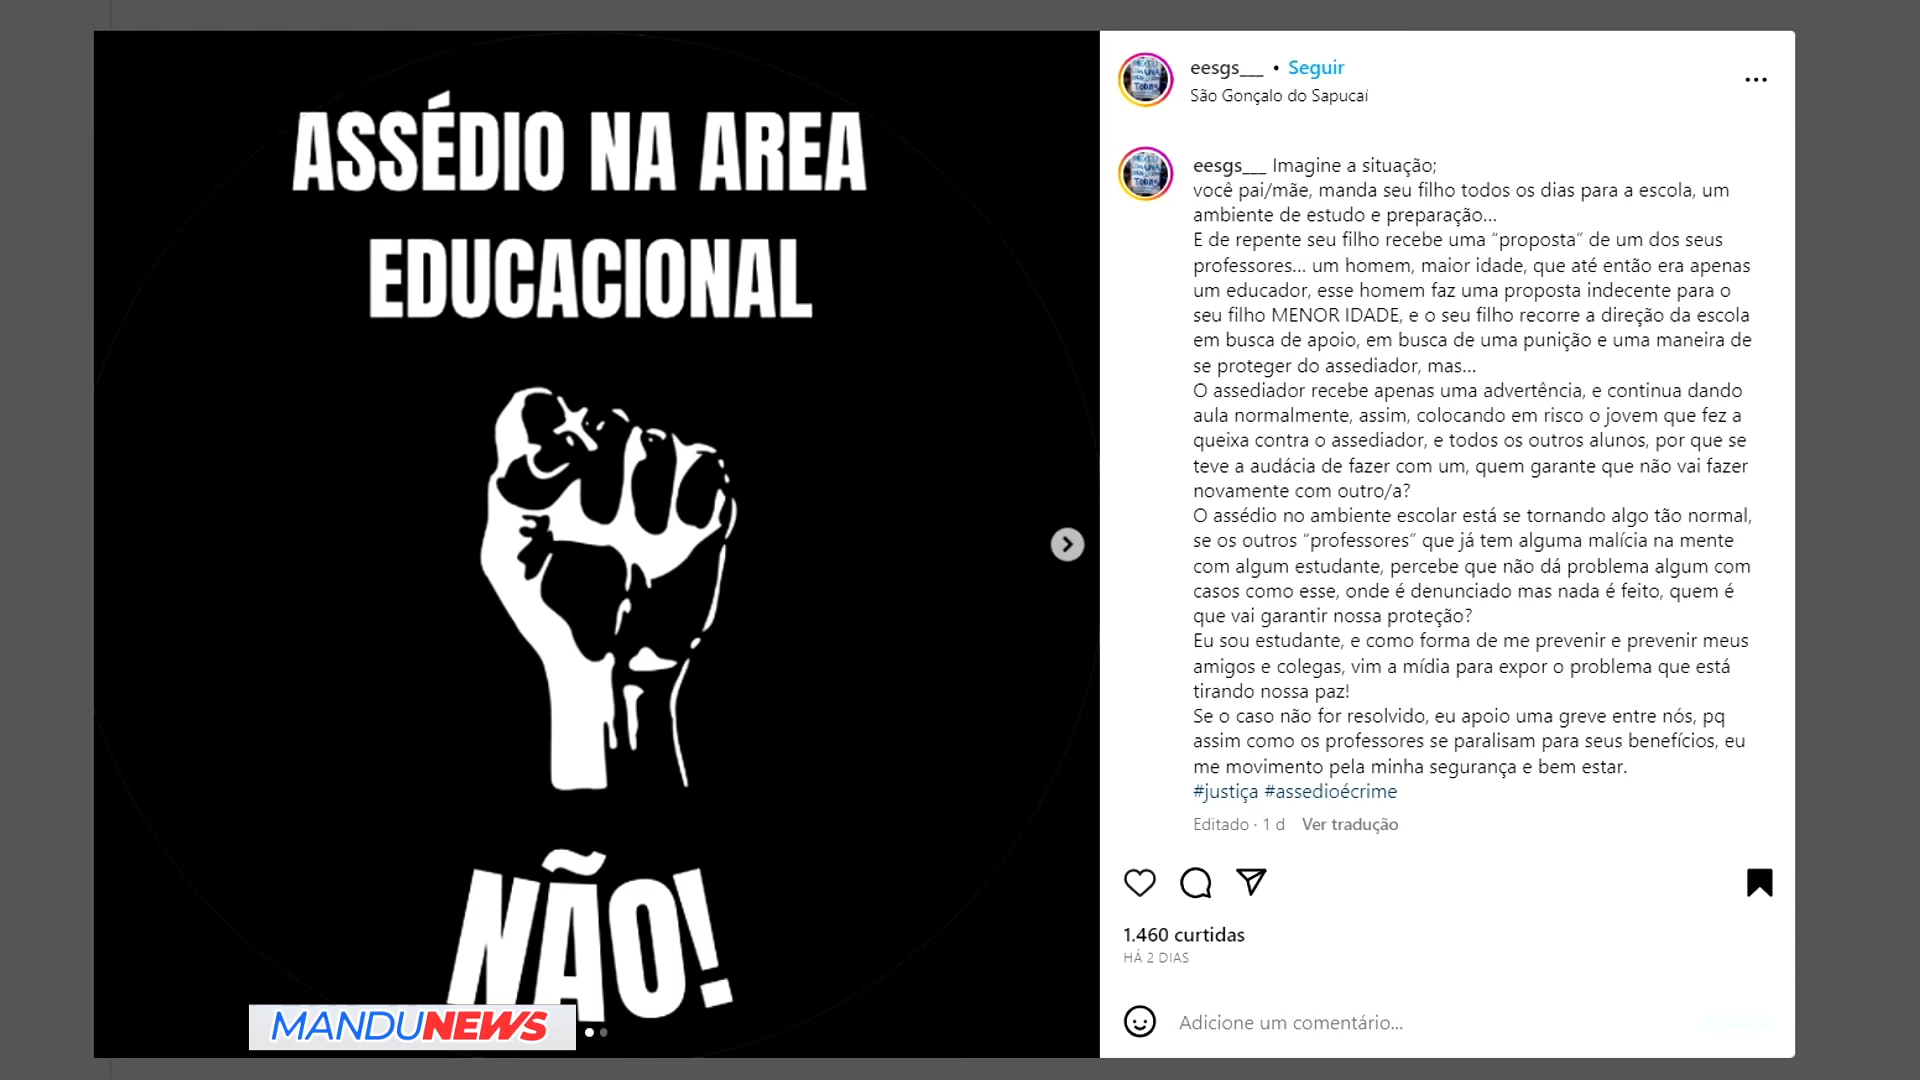 ASSÉDIO NA AREA
EDUCACIONAL
NÃO!
MANDUNEWS
eesgs___ • Seguir
São Gonçalo do Sapucaí
eesgs___ Imagine a situação;
você pai/mãe, manda seu filho todos os dias para a escola, um
ambiente de estudo e preparação...
E de repente seu filho recebe uma “proposta” de um dos seus
professores... um homem, maior idade, que até então era apenas
um educador, esse homem faz uma proposta indecente para o
seu filho MENOR IDADE, e o seu filho recorre a direção da escola
em busca de apoio, em busca de uma punição e uma maneira de
se proteger do assediador, mas...
O assediador recebe apenas uma advertência, e continua dando
aula normalmente, assim, colocando em risco o jovem que fez a
queixa contra o assediador, e todos os outros alunos, por que se
teve a audácia de fazer com um, quem garante que não vai fazer
novamente com outro/a?
O assédio no ambiente escolar está se tornando algo tão normal,
se os outros “professores” que já tem alguma malícia na mente
com algum estudante, percebe que não dá problema algum com
casos como esse, onde é denunciado mas nada é feito, quem é
que vai garantir nossa proteção?
Eu sou estudante, e como forma de me prevenir e prevenir meus
amigos e colegas, vim a mídia para expor o problema que está
tirando nossa paz!
Se o caso não for resolvido, eu apoio uma greve entre nós, pq
assim como os professores se paralisam para seus benefícios, eu
me movimento pela minha segurança e bem estar.
#justiça #assedioécrime
Editado · 1 d Ver tradução
1.460 curtidas
HÁ 2 DIAS
Adicione um comentário...